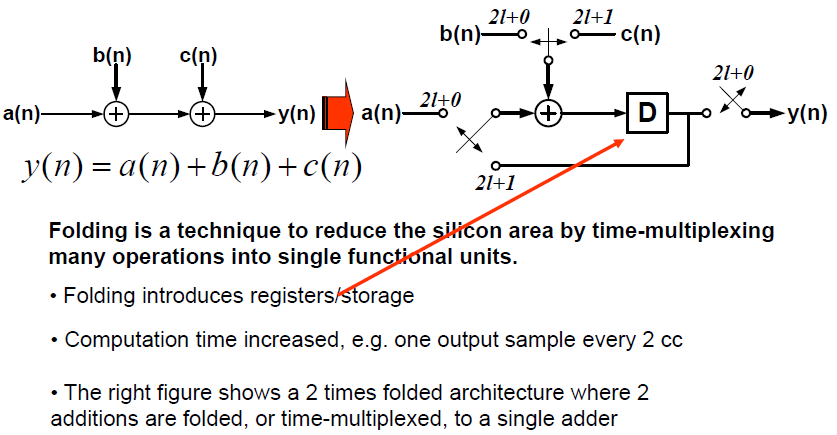 2l+0 2l+1
b(n) c(n)
b(n) c(n)
2l+0
2l+0
a(n) y(n) a(n) D y(n)
y(n) = a(n)+b(n)+c(n)
2l+1
Folding is a technique to reduce the silicon area by time-multiplexing
many operations into single functional units.
• Folding introduces registers/storage
• Computation time increased, e.g. one output sample every 2 cc
• The right figure shows a 2 times folded architecture where 2
additions are folded, or time-multiplexed, to a single adder